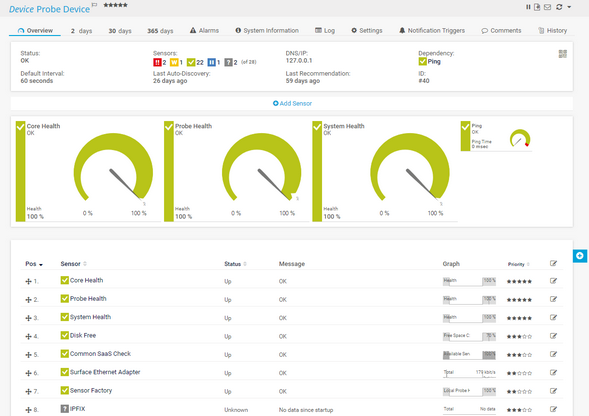 Device Probe Device
Overview 2 days 30 days 365 days Alarms System Information Log Settings Notification Triggers Comments History
Status: Sensors: DNS/IP: Dependency:
OK 2 1 22 1 2 (of 28) 127.0.0.1 Ping
Default Interval: Last Auto-Discovery: Last Recommendation: ID:
60 seconds 26 days ago 59 days ago #40
Add Sensor
Core Health Probe Health System Health Ping
OK OK OK OK
Ping Time
0 msec
Health Health Health
100 % 0 % 100 % 100 % 0 % 100 % 100 % 0 % 100 %
Pos Sensor Status Message Graph Priority
1. Core Health Up OK Health 100 %
2. Probe Health Up OK Health 100 %
3. System Health Up OK Health 100 %
4. Disk Free Up OK Free Space C
5. Common SaaS Check Up OK Available Ser
6. Surface Ethernet Adapter Up OK Total 179 kbit/s
7. Sensor Factory Up OK Local Probe 100 %
IPFIX Unknown No data since startup Total No data